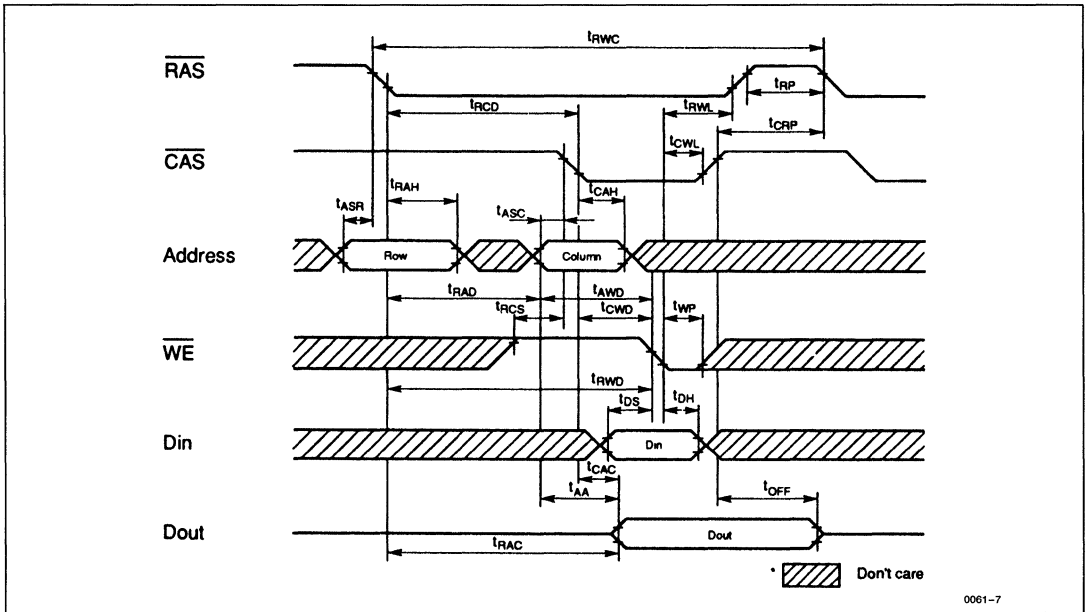 tRWC
RAS
tRP
tRCD
tRWL
tCRP
CAS
tCWL
tRAH
tCAH
tASR
tASC
Address
Row
Column
tRAD
tAWD
tRCS
tCWD
tWP
WE
tRWD
tDS
tDH
Din
Din
tCAC
tAA
tOFF
Dout
Dout
tRAC
Don't care
0061-7